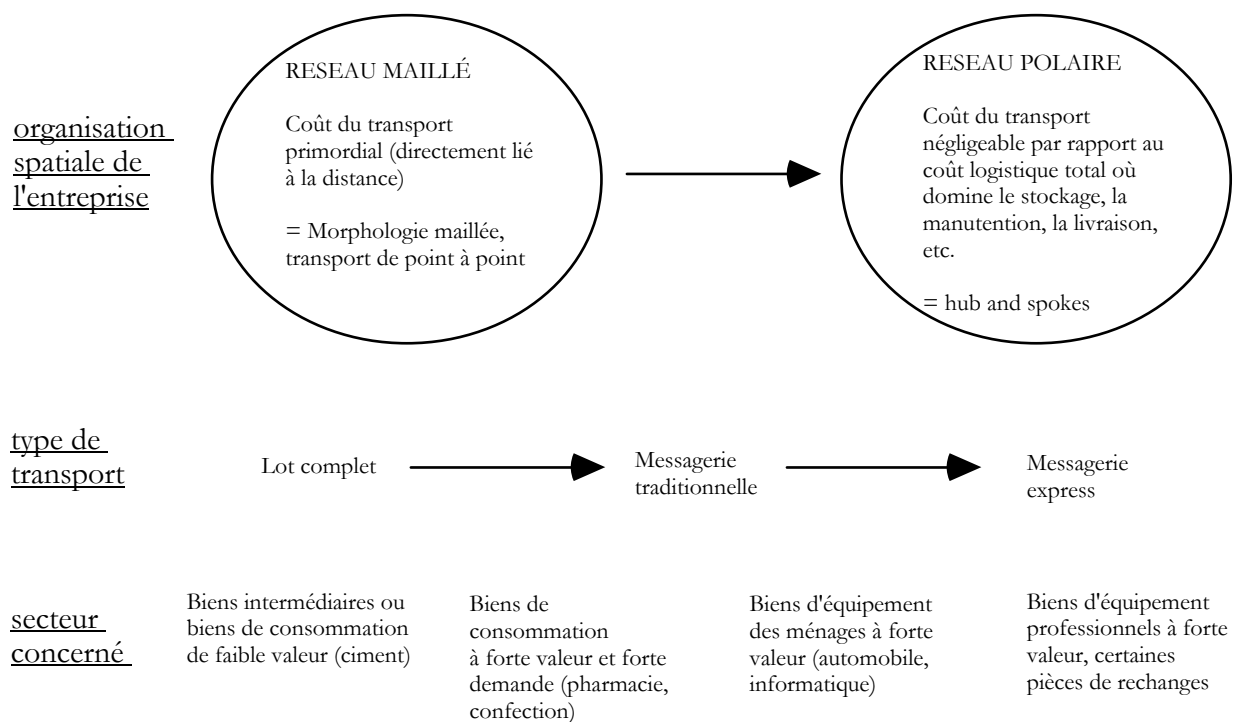 organisation
spatiale de
l'entreprise
RESEAU MAILLÉ
Coût du transport
primordial (directement lié
à la distance)
= Morphologie maillée,
transport de point à point
RESEAU POLAIRE
Coût du transport
négligeable par rapport au
coût logistique total où
domine le stockage, la
manutention, la livraison,
etc.
= hub and spokes
type de
transport
Lot complet
Messagerie
traditionnelle
Messagerie
express
secteur
concerné
Biens intermédiaires ou
biens de consommation
de faible valeur (ciment)
Biens de
consommation
à forte valeur et forte
demande (pharmacie,
confection)
Biens d'équipement
des ménages à forte
valeur (automobile,
informatique)
Biens d'équipement
professionnels à forte
valeur, certaines
pièces de rechanges